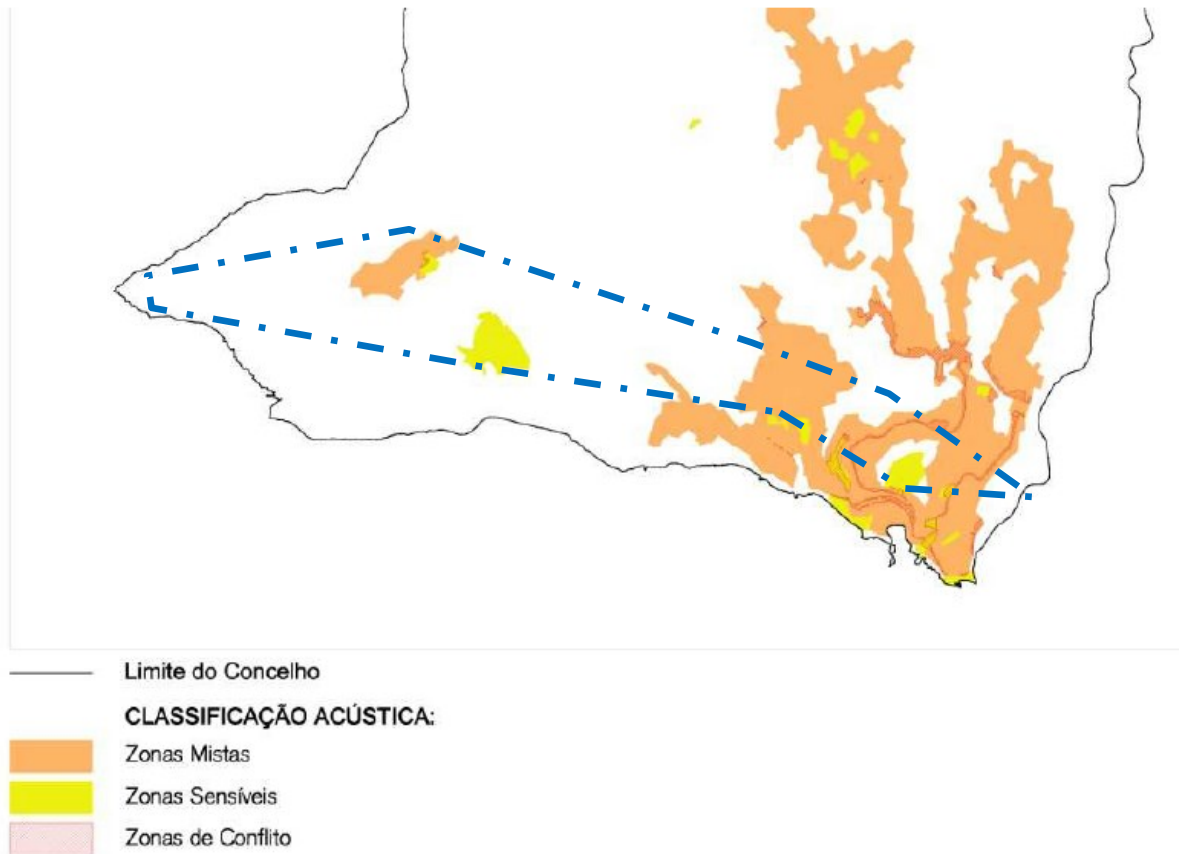 Limite do Concelho
CLASSIFICAÇÃO ACÚSTICA:
Zonas Mistas
Zonas Sensíveis
Zonas de Conflito